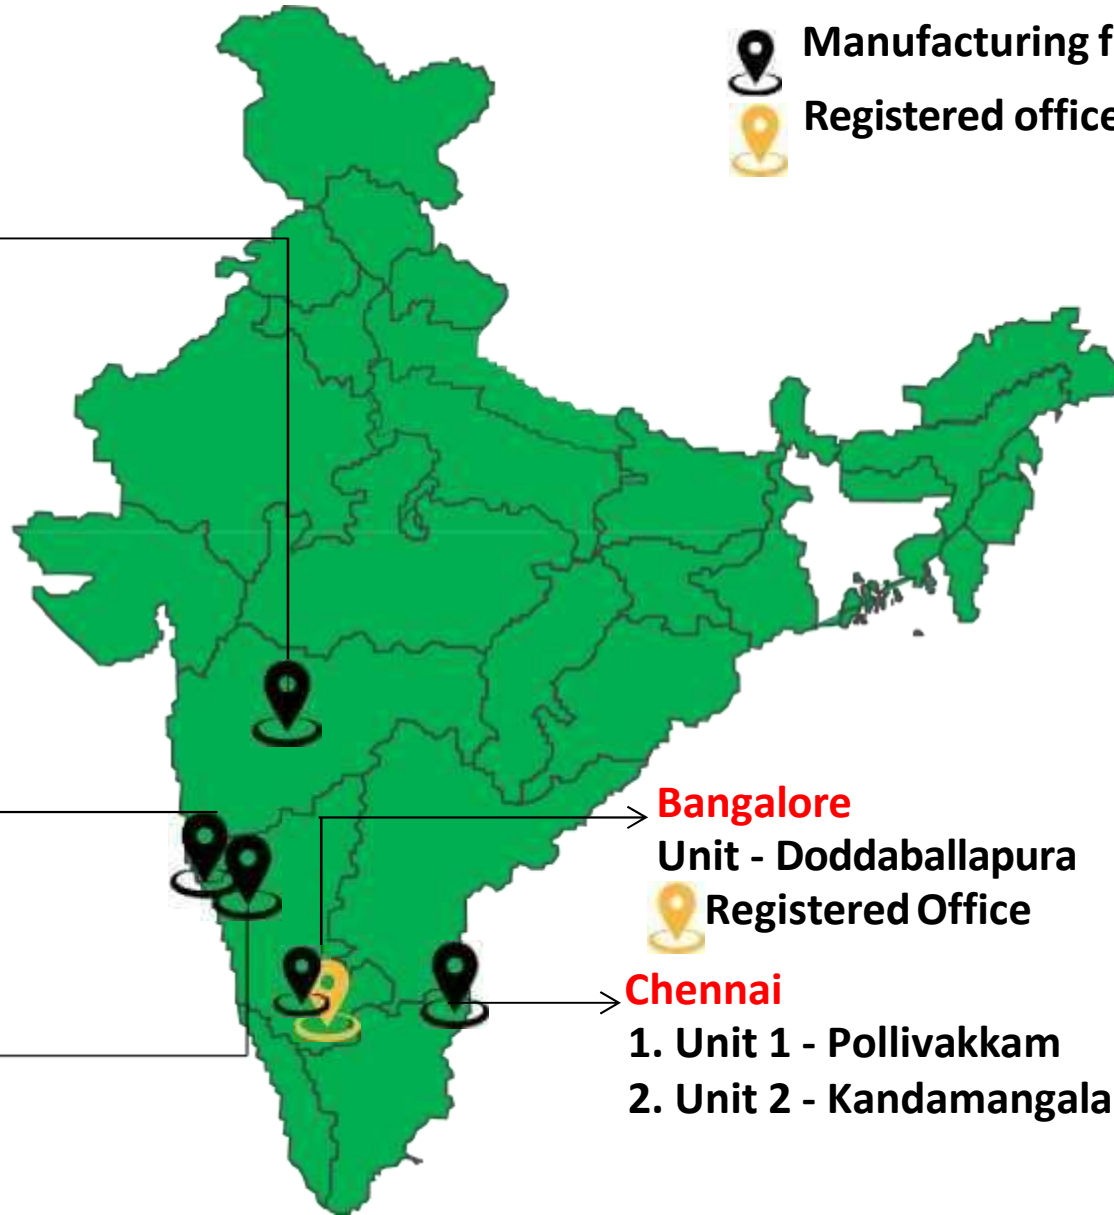 Manufacturing f
Registered office
Bangalore
Unit - Doddaballapura
Registered Office
Chennai
1. Unit 1 - Pollivakkam
2. Unit 2 - Kandamangala